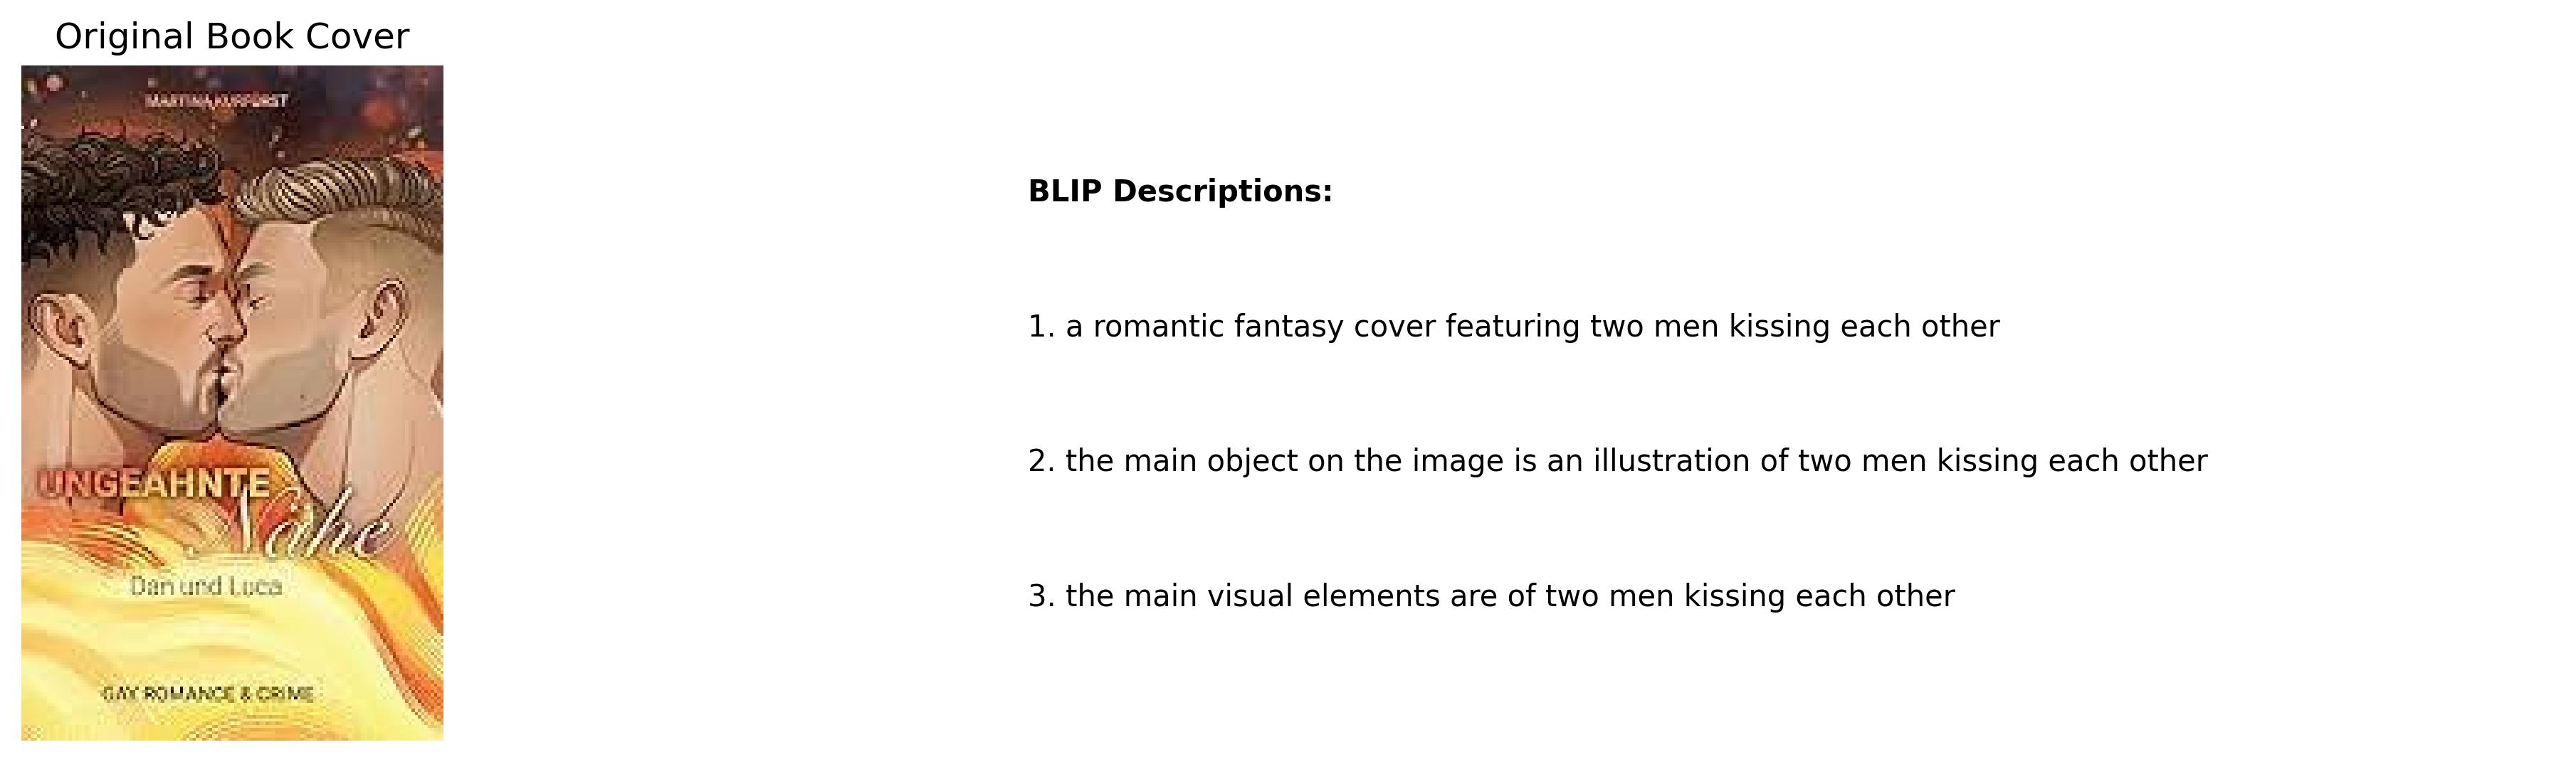 Original Book Cover
MARTINA KURFÜRST
UNGEAHNTE
Nähe
Dan und Luca
GAY ROMANCE & CRIME
BLIP Descriptions:
1. a romantic fantasy cover featuring two men kissing each other
2. the main object on the image is an illustration of two men kissing each other
3. the main visual elements are of two men kissing each other